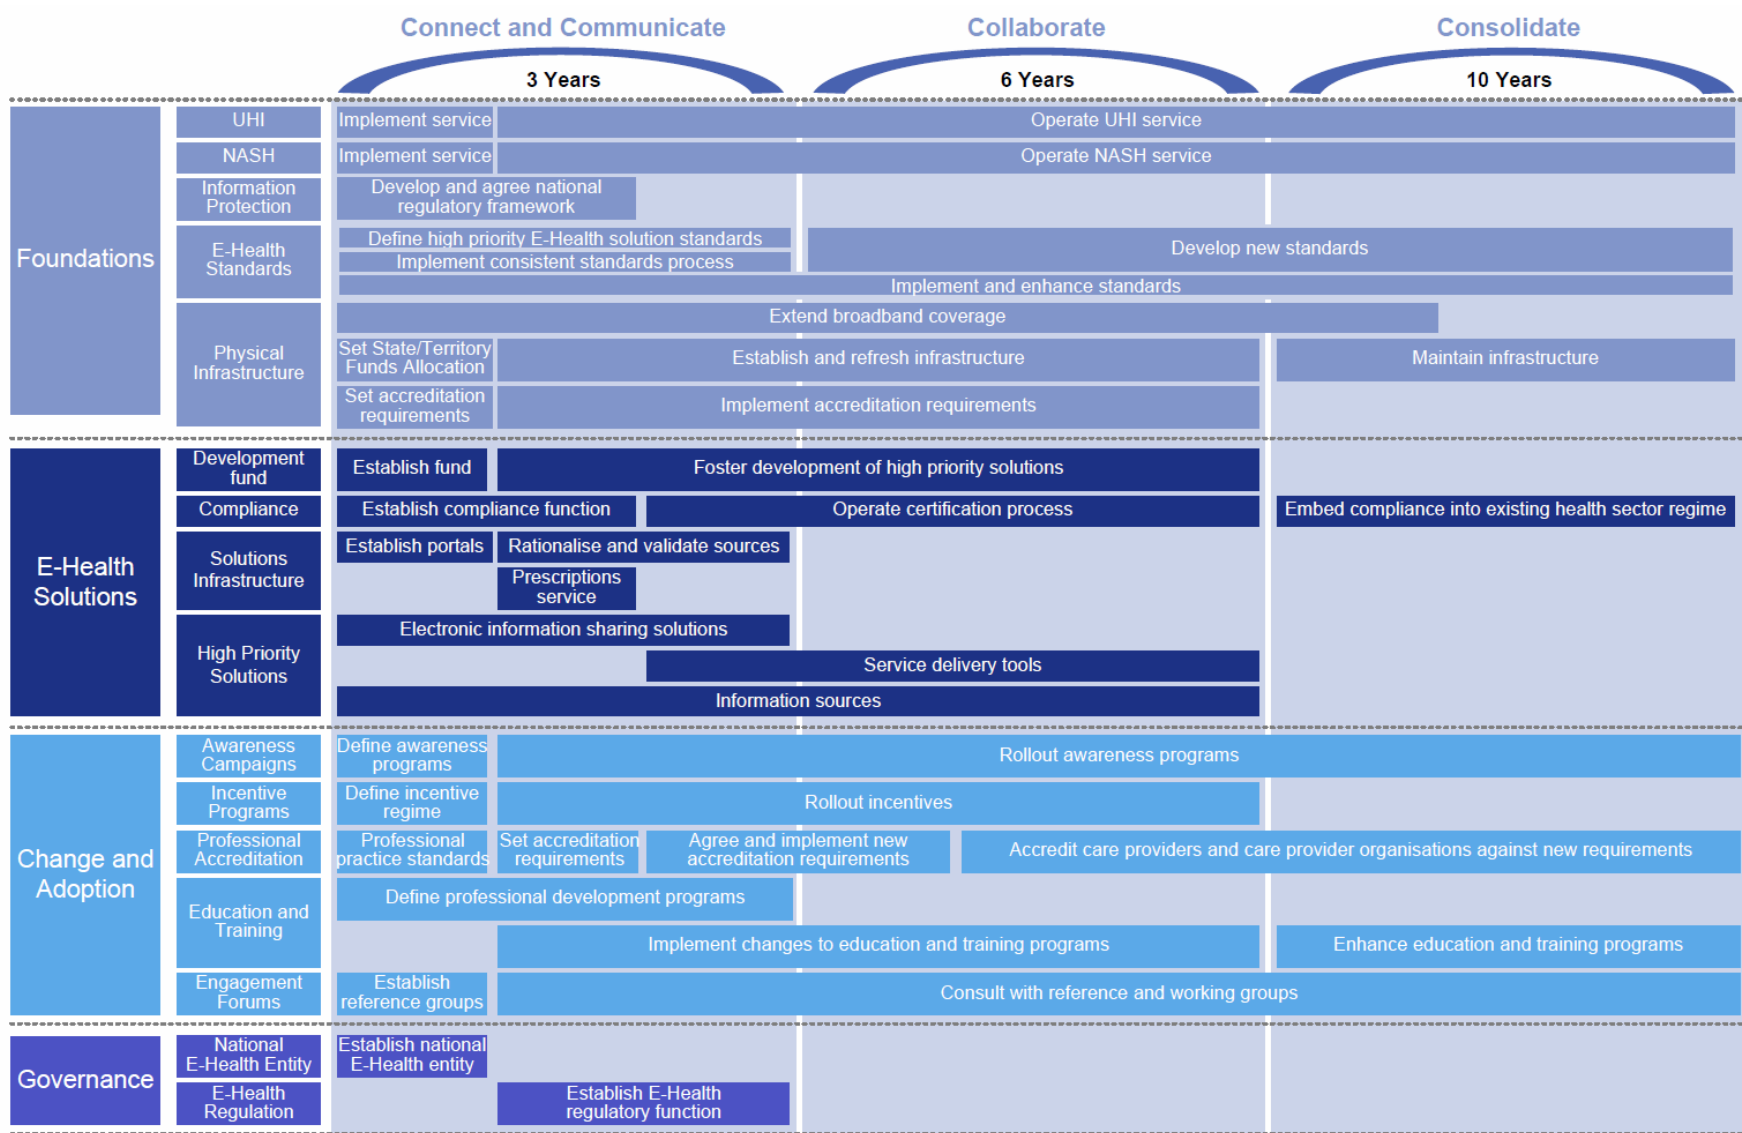 Connect and Communicate
Collaborate
Consolidate
3 Years
6 Years
10 Years
Foundations
UHI
Implement service
Operate UHI service
NASH
Implement service
Operate NASH service
Information
Protection
Develop and agree national
regulatory framework
E-Health
Standards
Define high priority E-Health solution standards
Implement consistent standards process
Develop new standards
Implement and enhance standards
Physical
Infrastructure
Extend broadband coverage
Set State/Territory
Funds Allocation
Establish and refresh infrastructure
Maintain infrastructure
Set accreditation
requirements
Implement accreditation requirements
E-Health
Solutions
Development
fund
Establish fund
Foster development of high priority solutions
Compliance
Establish compliance function
Operate certification process
Embed compliance into existing health sector regime
Solutions
Infrastructure
Establish portals
Rationalise and validate sources
Prescriptions
service
High Priority
Solutions
Electronic information sharing solutions
Service delivery tools
Information sources
Change and
Adoption
Awareness
Campaigns
Define awareness
programs
Rollout awareness programs
Incentive
Programs
Define incentive
regime
Rollout incentives
Professional
Accreditation
Professional
practice standards
Set accreditation
requirements
Agree and implement new
accreditation requirements
Accredit care providers and care provider organisations against new requirements
Education and
Training
Define professional development programs
Implement changes to education and training programs
Enhance education and training programs
Engagement
Forums
Establish
reference groups
Consult with reference and working groups
Governance
National
E-Health Entity
Establish national
E-Health entity
E-Health
Regulation
Establish E-Health
regulatory function